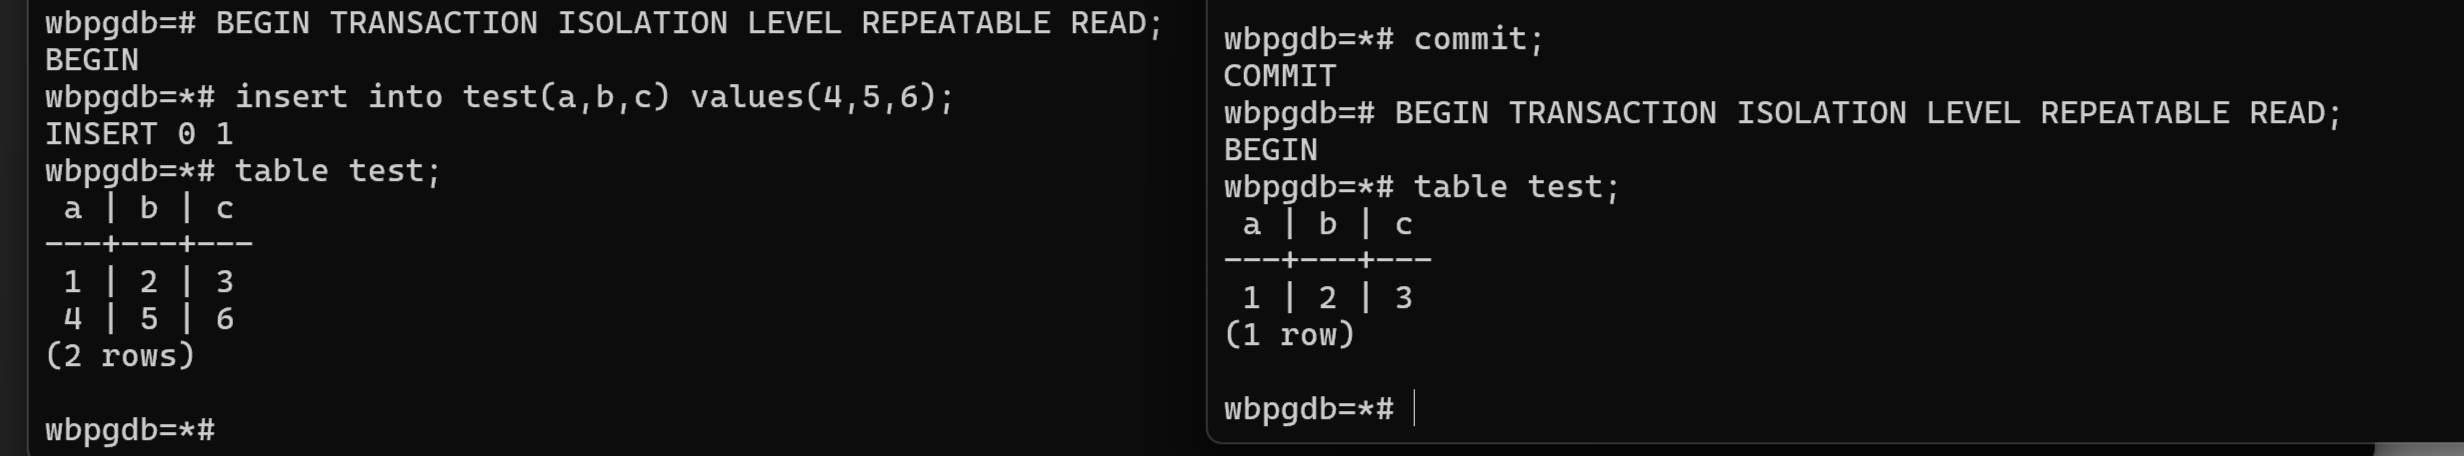 wbpgdb=# BEGIN TRANSACTION ISOLATION LEVEL REPEATABLE READ;
BEGIN
wbpgdb=*# insert into test(a,b,c) values(4,5,6);
INSERT 0 1
wbpgdb=*# table test;
 a | b | c
---+---+---
 1 | 2 | 3
 4 | 5 | 6
(2 rows)

wbpgdb=*#
wbpgdb=*# commit;
COMMIT
wbpgdb=# BEGIN TRANSACTION ISOLATION LEVEL REPEATABLE READ;
BEGIN
wbpgdb=*# table test;
 a | b | c
---+---+---
 1 | 2 | 3
(1 row)

wbpgdb=*#